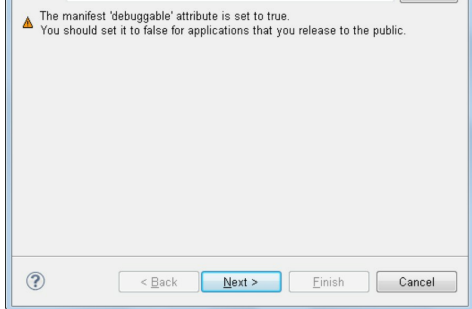 The manifest 'debuggable' attribute is set to true.
You should set it to false for applications that you release to the public.
?
< Back
Next >
Finish
Cancel